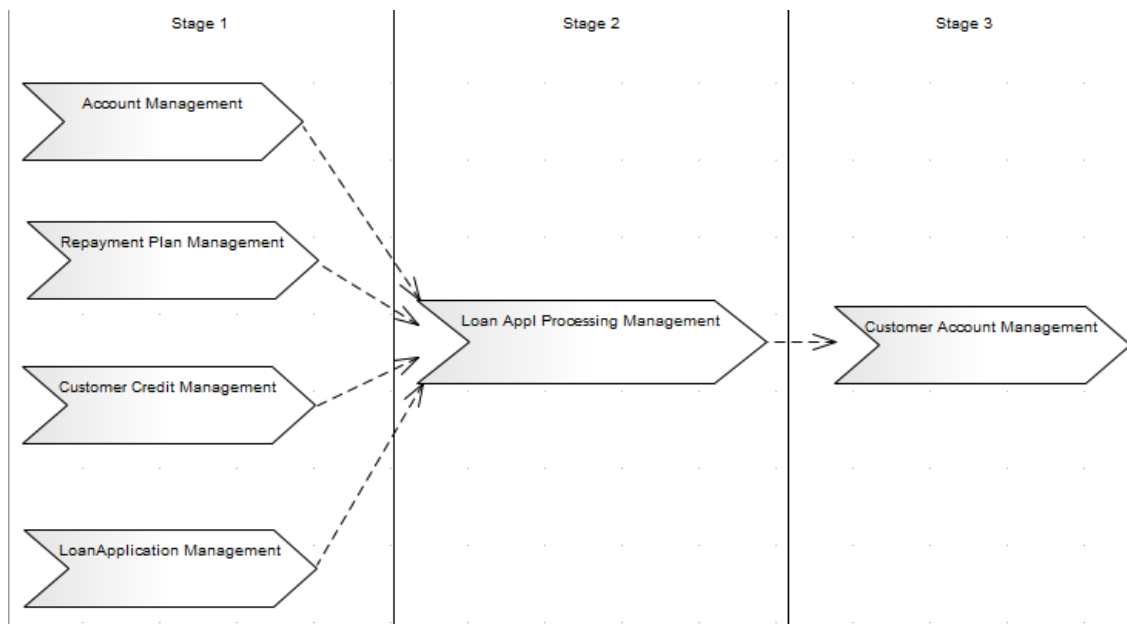 Stage 1
Stage 2
Stage 3
Account Management
Repayment Plan Management
Customer Credit Management
LoanApplication Management
Loan Appl Processing Management
Customer Account Management